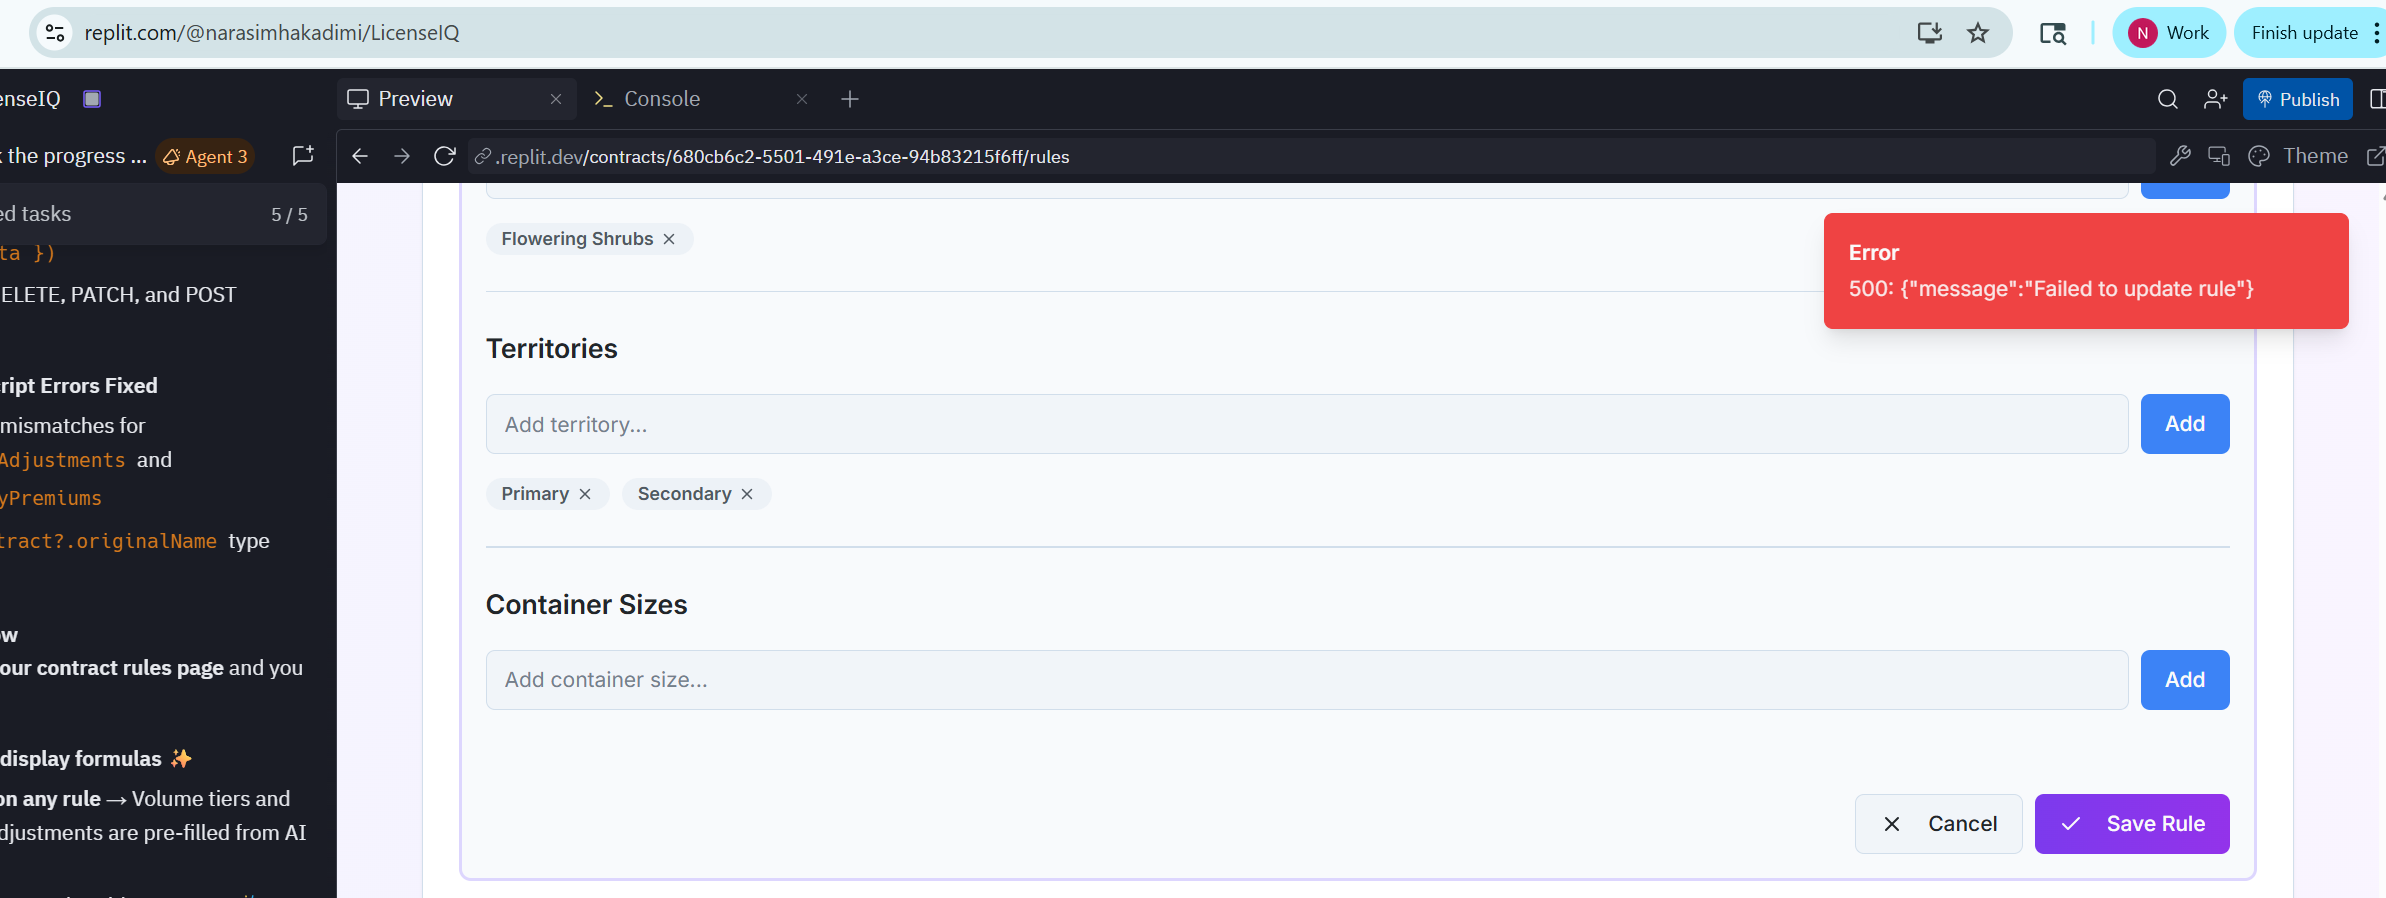 replit.com/@narasimhakadimi/LicenseIQ
N Work
Finish update
enseIQ
Preview
Console
Publish
the progress ...
Agent 3
.replit.dev/contracts/680cb6c2-5501-491e-a3ce-94b83215f6ff/rules
Theme
ed tasks
5 / 5
ta })
ELETE, PATCH, and POST
ript Errors Fixed
mismatches for
Adjustments and
yPremiums
tract?.originalName type
ow
our contract rules page and you
display formulas ✨
on any rule → Volume tiers and
djustments are pre-filled from AI
Flowering Shrubs
Error
500: {"message":"Failed to update rule"}
Territories
Add territory...
Add
Primary
Secondary
Container Sizes
Add container size...
Add
Cancel
Save Rule